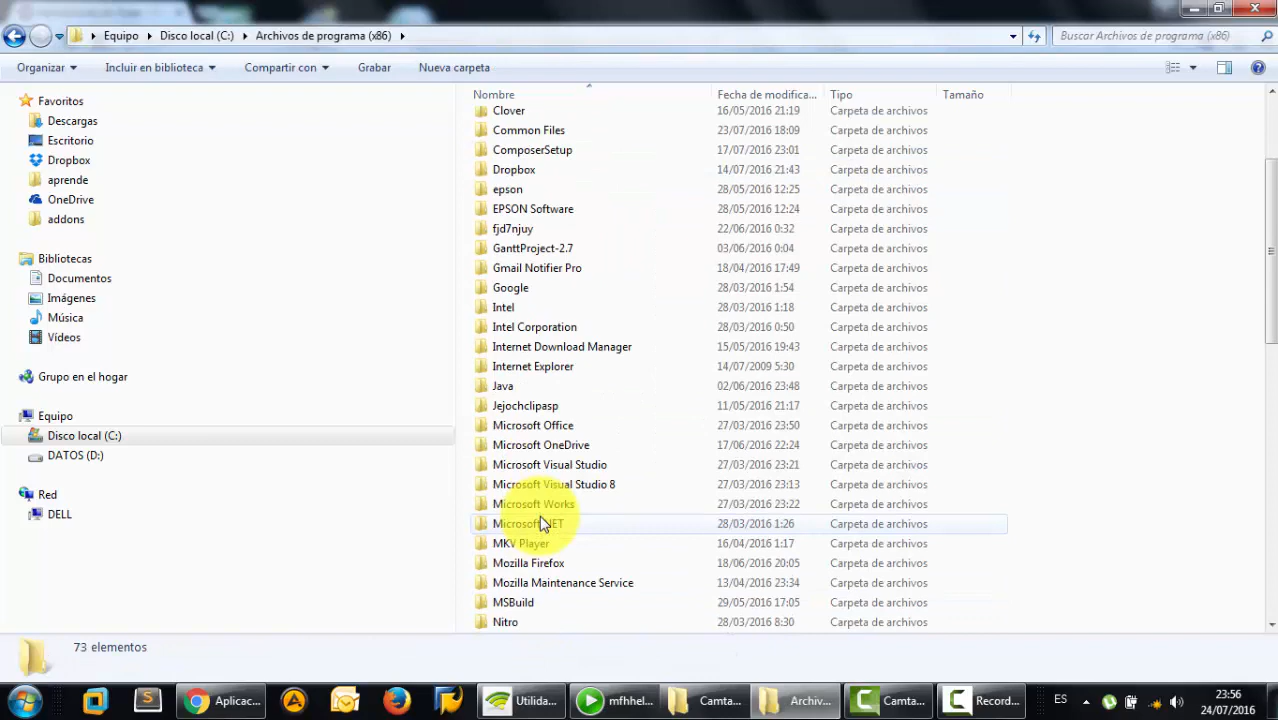 Equipo Disco local (C:) Archivos de programa (x86)
Buscar Archivos de programa (x86)
Organizar Incluir en biblioteca Compartir con Grabar Nueva carpeta
Favoritos
Descargas
Escritorio
Dropbox
aprende
OneDrive
addons
Bibliotecas
Documentos
Imágenes
Música
Vídeos
Grupo en el hogar
Equipo
Disco local (C:)
DATOS (D:)
Red
DELL
Nombre Fecha de modifica... Tipo Tamaño
Clover 16/05/2016 21:19 Carpeta de archivos
Common Files 23/07/2016 18:09 Carpeta de archivos
ComposerSetup 17/07/2016 23:01 Carpeta de archivos
Dropbox 14/07/2016 21:43 Carpeta de archivos
epson 28/05/2016 12:25 Carpeta de archivos
EPSON Software 28/05/2016 12:24 Carpeta de archivos
fjd7njuy 22/06/2016 0:32 Carpeta de archivos
GanttProject-2.7 03/06/2016 0:04 Carpeta de archivos
Gmail Notifier Pro 18/04/2016 17:49 Carpeta de archivos
Google 28/03/2016 1:54 Carpeta de archivos
Intel 28/03/2016 1:18 Carpeta de archivos
Intel Corporation 28/03/2016 0:50 Carpeta de archivos
Internet Download Manager 15/05/2016 19:43 Carpeta de archivos
Internet Explorer 14/07/2009 5:30 Carpeta de archivos
Java 02/06/2016 23:48 Carpeta de archivos
Jejochclipasp 11/05/2016 21:17 Carpeta de archivos
Microsoft Office 27/03/2016 23:50 Carpeta de archivos
Microsoft OneDrive 17/06/2016 22:24 Carpeta de archivos
Microsoft Visual Studio 27/03/2016 23:21 Carpeta de archivos
Microsoft Visual Studio 8 27/03/2016 23:13 Carpeta de archivos
Microsoft Works 27/03/2016 23:22 Carpeta de archivos
Microsoft.NET 28/03/2016 1:26 Carpeta de archivos
MKV Player 16/04/2016 1:17 Carpeta de archivos
Mozilla Firefox 18/06/2016 20:05 Carpeta de archivos
Mozilla Maintenance Service 13/04/2016 23:34 Carpeta de archivos
MSBuild 29/05/2016 17:05 Carpeta de archivos
Nitro 28/03/2016 8:30 Carpeta de archivos
73 elementos
Aplicac... Utilida... mfhhel... Camta... Archiv... Camta... Record... ES 23:56
24/07/2016